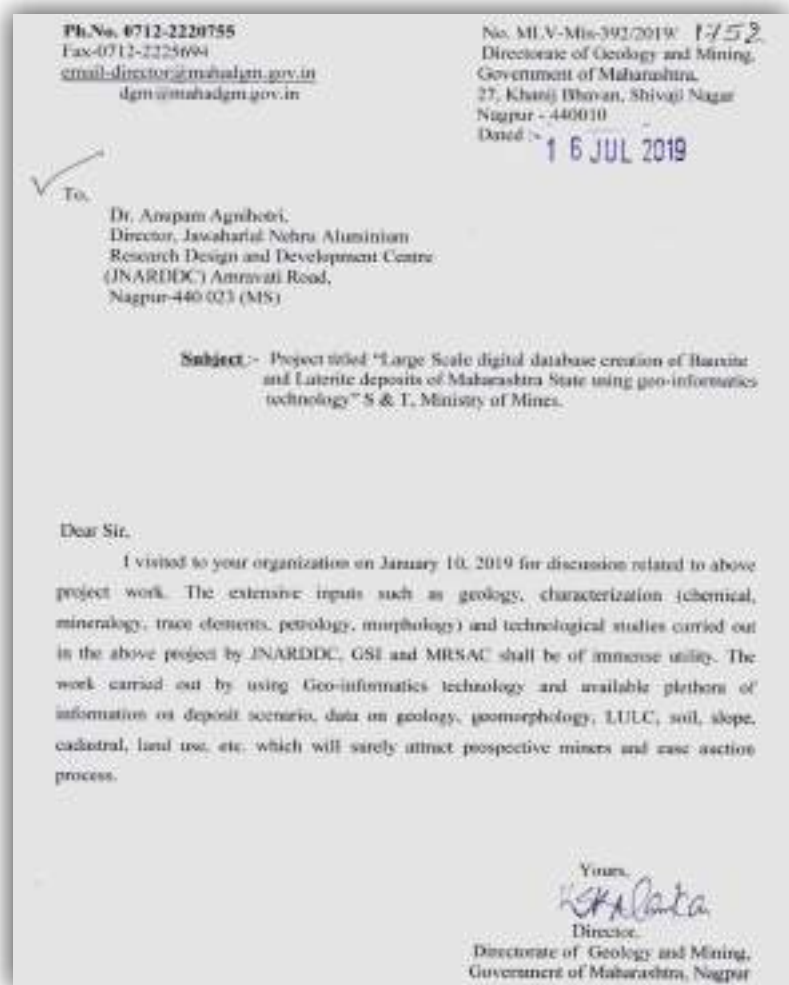 Ph.No. 0712-2220755
Fax-0712-2225694
email-director@mahadgm.gov.in
dgm@mahadgm.gov.in
No. MLV-Mis-392/2019/ 1752
Directorate of Geology and Mining,
Government of Maharashtra,
27, Khanij Bhavan, Shivaji Nagar
Nagpur - 440010
Dated :- 16 JUL 2019
To,
Dr. Anupam Agnihotri,
Director, Jawaharlal Nehru Aluminium
Research Design and Development Centre
(JNARDDC) Amravati Road,
Nagpur-440 023 (MS)
Subject :- Project titled “Large Scale digital database creation of Bauxite
and Laterite deposits of Maharashtra State using geo-informatics
technology” S & T, Ministry of Mines.
Dear Sir,
I visited to your organization on January 10, 2019 for discussion related to above
project work. The extensive inputs such as geology, characterization (chemical,
mineralogy, trace elements, petrology, morphology) and technological studies carried out
in the above project by JNARDDC, GSI and MRSAC shall be of immense utility. The
work carried out by using Geo-informatics technology and available plethora of
information on deposit scenario, data on geology, geomorphology, LULC, soil, slope,
cadastral, land use, etc. which will surely attract prospective miners and ease auction
process.
Yours,
Director,
Directorate of Geology and Mining,
Government of Maharashtra, Nagpur